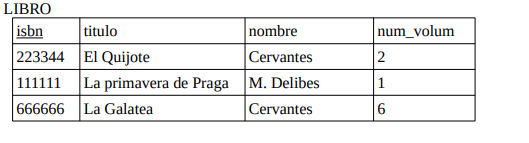 LIBRO
isbn titulo nombre num_volum
223344 El Quijote Cervantes 2
111111 La primavera de Praga M. Delibes 1
666666 La Galatea Cervantes 6